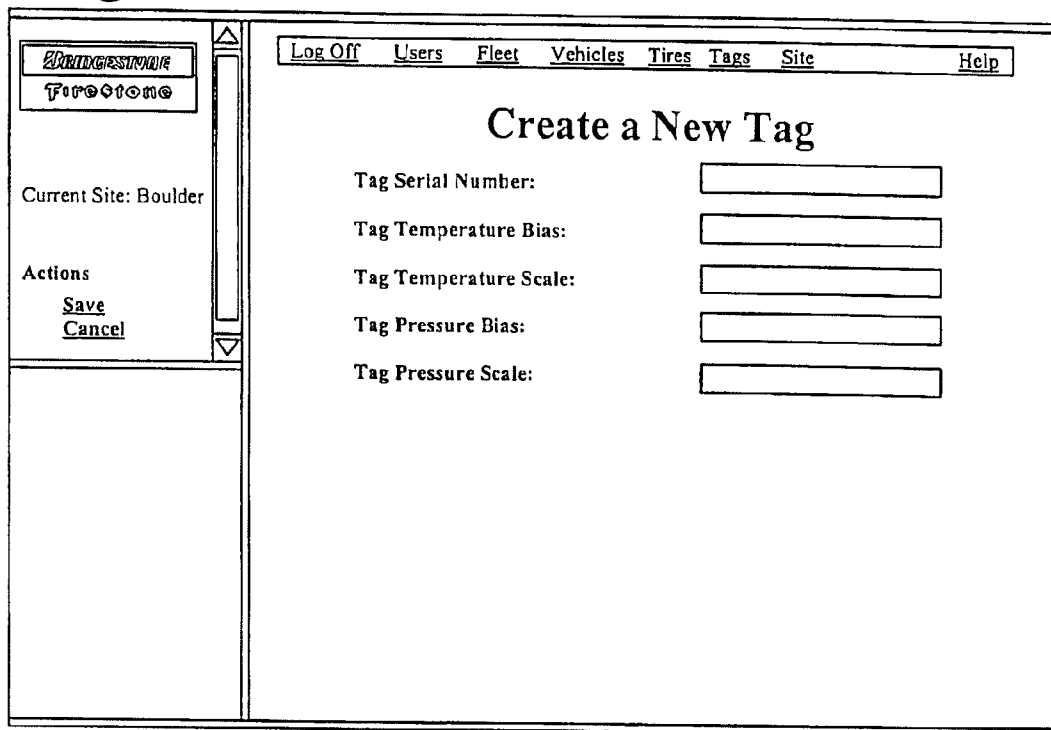 BRIDGESTONE
Firestone
Current Site: Boulder
Actions
Save
Cancel
Log Off Users Fleet Vehicles Tires Tags Site Help
Create a New Tag
Tag Serial Number:
Tag Temperature Bias:
Tag Temperature Scale:
Tag Pressure Bias:
Tag Pressure Scale: